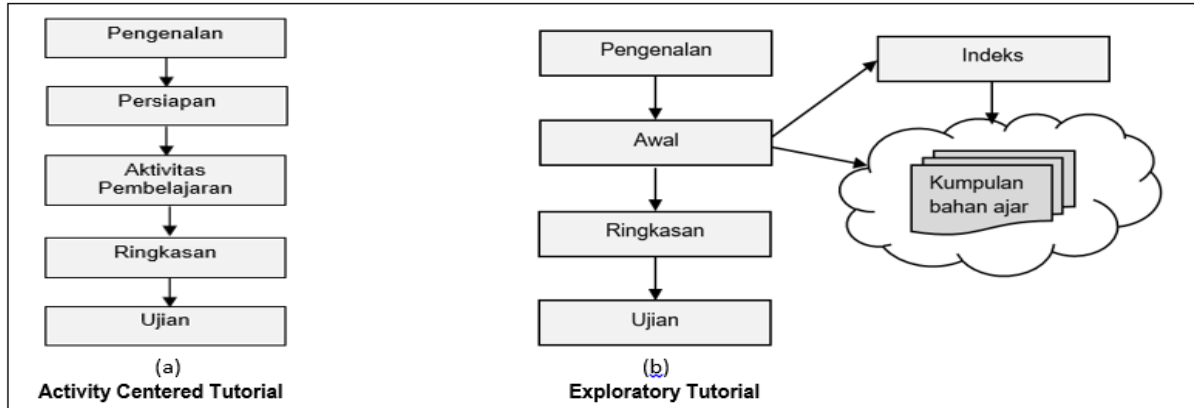 Pengenalan
Persiapan
Aktivitas
Pembelajaran
Ringkasan
Ujian
(a)
Activity Centered Tutorial
Pengenalan
Awal
Ringkasan
Ujian
Indeks
Kumpulan
bahan ajar
(b)
Exploratory Tutorial